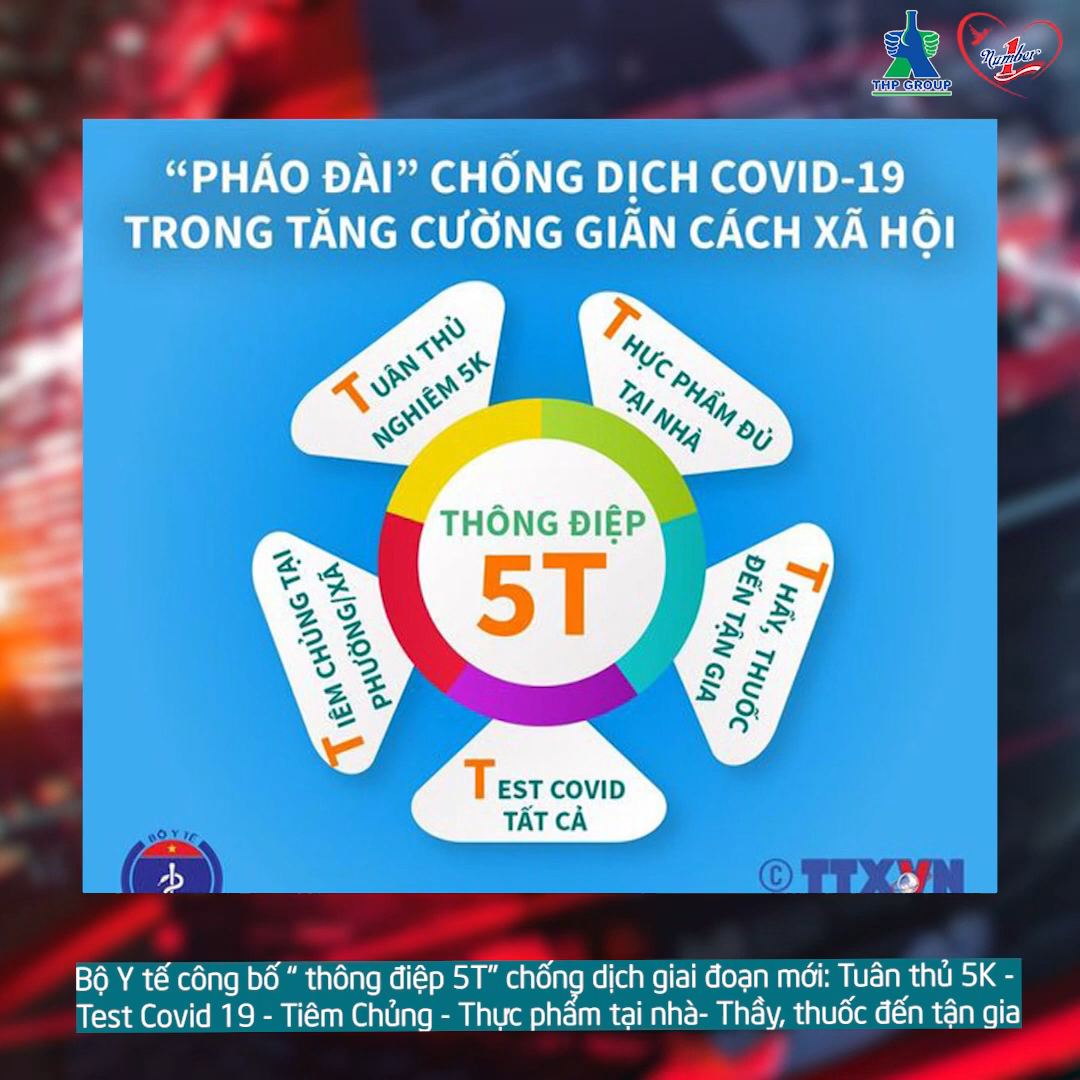 THP GROUP
Number 1
“PHÁO ĐÀI” CHỐNG DỊCH COVID-19
TRONG TĂNG CƯỜNG GIÃN CÁCH XÃ HỘI
TUÂN THỦ
NGHIÊM 5K
THỰC PHẨM ĐỦ
TẠI NHÀ
THÔNG ĐIỆP
5T
TIÊM CHỦNG TẠI
PHƯỜNG/XÃ
THẦY, THUỐC
ĐẾN TẬN GIA
TEST COVID
TẤT CẢ
BỘ Y TẾ
© TTXVN
Bộ Y tế công bố “ thông điệp 5T” chống dịch giai đoạn mới: Tuân thủ 5K -
Test Covid 19 - Tiêm Chủng - Thực phẩm tại nhà- Thầy, thuốc đến tận gia